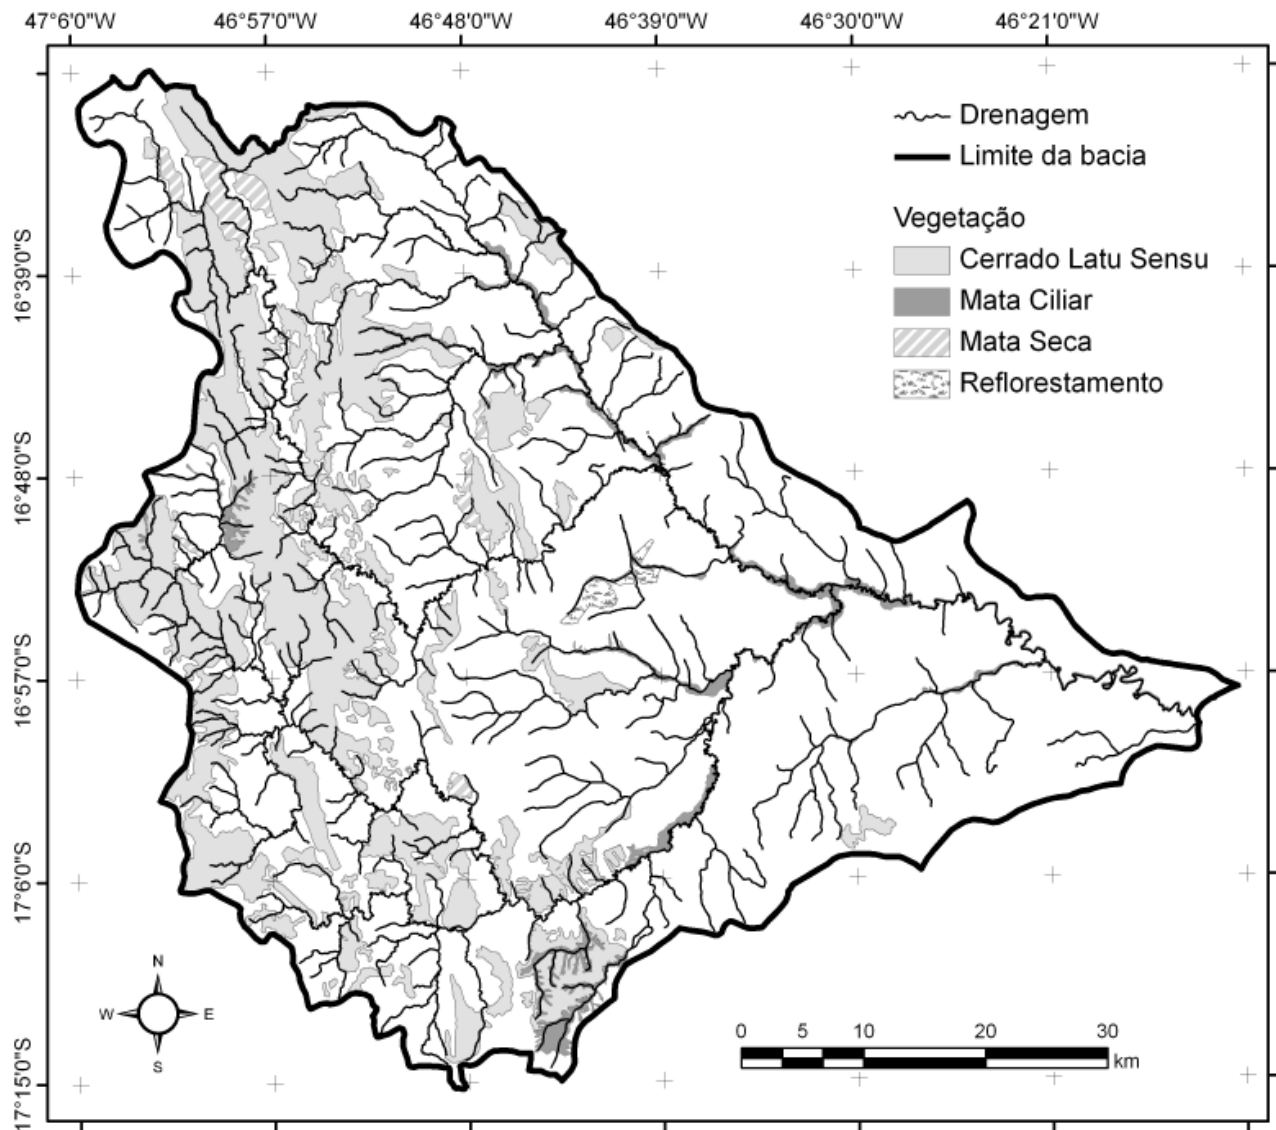 47°6'0"W 46°57'0"W 46°48'0"W 46°39'0"W 46°30'0"W 46°21'0"W
Drenagem
Limite da bacia
Vegetação
Cerrado Latu Sensu
Mata Ciliar
Mata Seca
Reflorestamento
16°39'0"S
16°48'0"S
16°57'0"S
17°6'0"S
17°15'0"S
N
W E
S
0 5 10 20 30
km